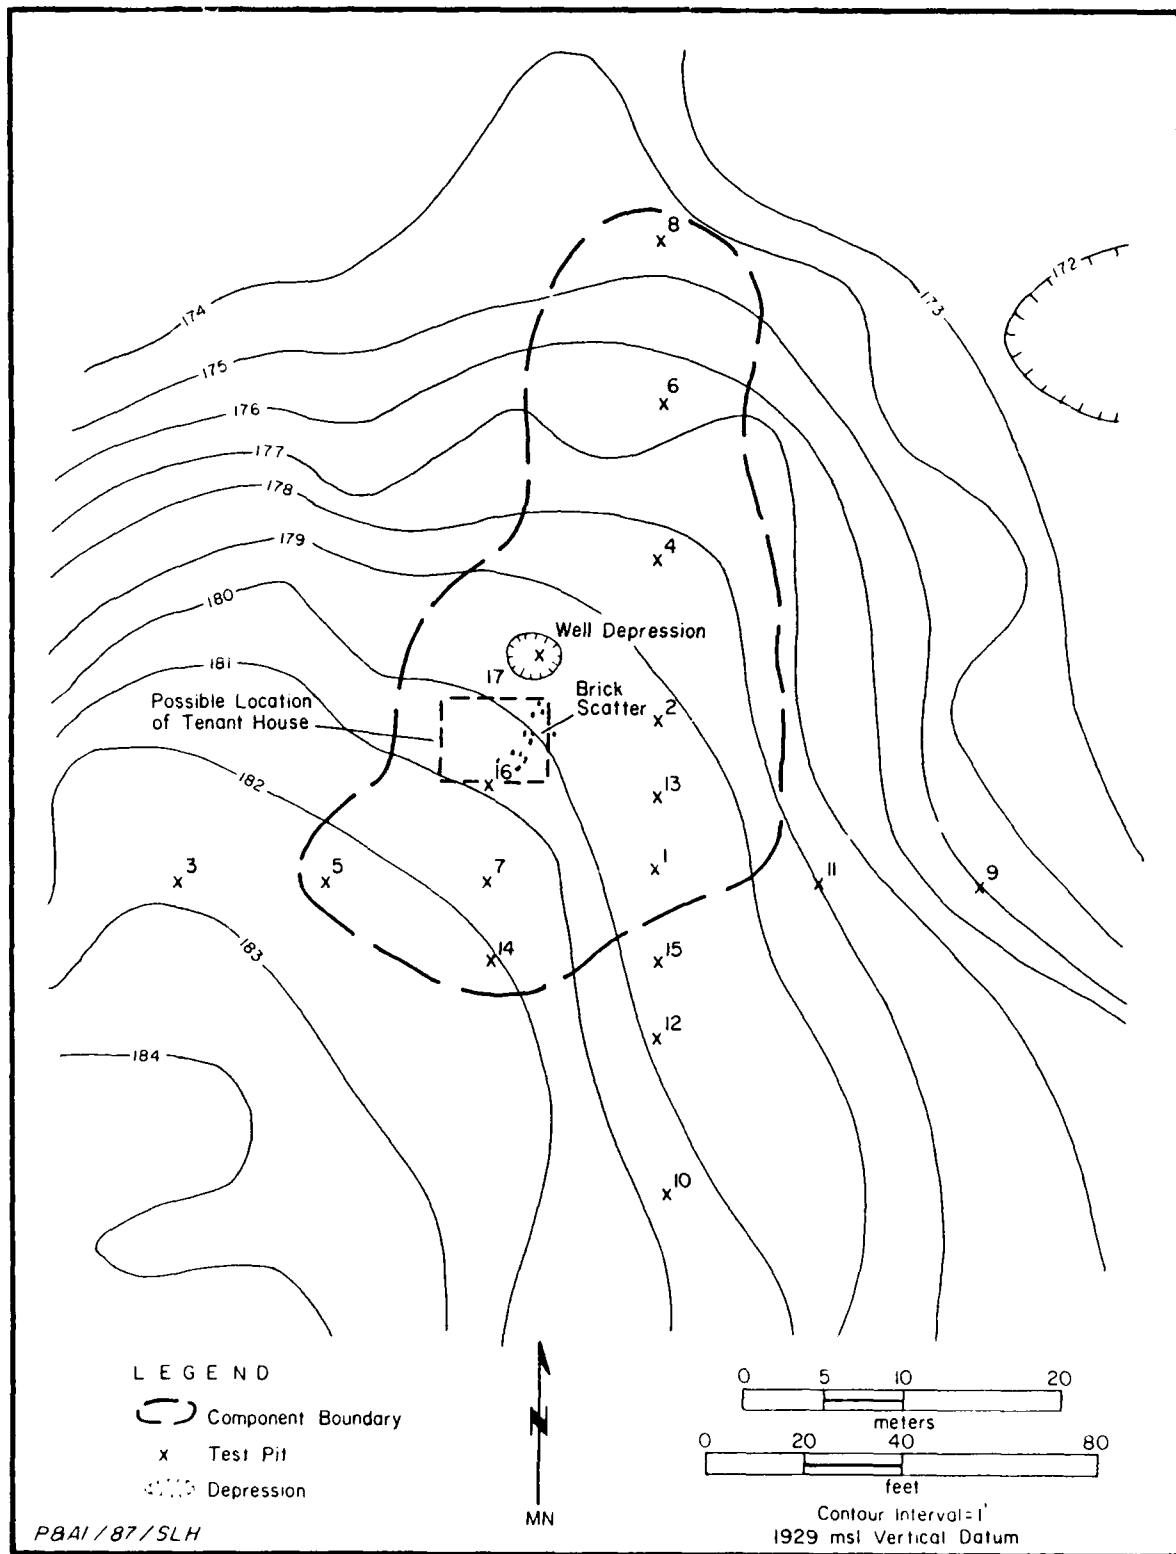 8
172
173
174
175
6
176
177
178
4
179
180
Well Depression
181
17
Brick
Scatter
Possible Location
of Tenant House
2
16
182
13
3
5
7
1
11
9
183
14
15
12
184
10
LEGEND
Component Boundary
x Test Pit
Depression
MN
0 5 10 20
meters
0 20 40 80
feet
Contour Interval=1'
1929 msl Vertical Datum
PBAI/87/SLH